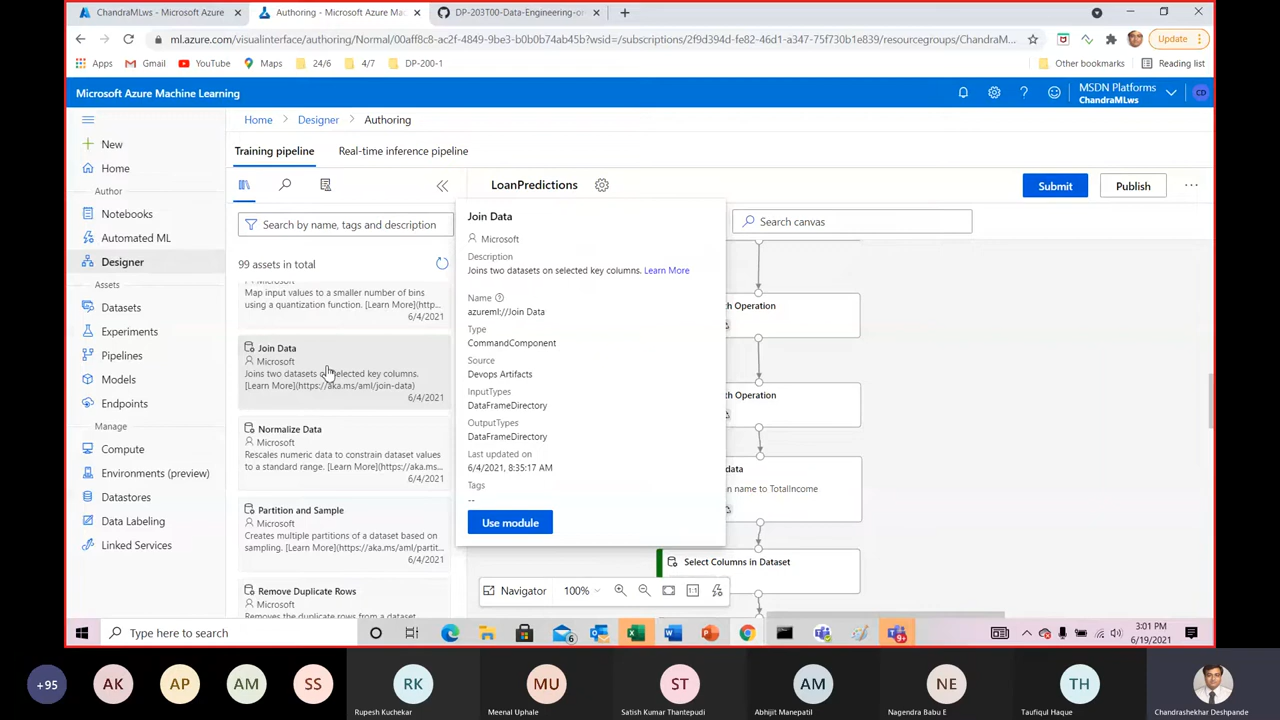 ChandraMLws - Microsoft Azure
Authoring - Microsoft Azure Mach
DP-203T00-Data-Engineering-on
ml.azure.com/visualinterface/authoring/Normal/00aff8c8-ac2f-4849-9be3-b0b0b74ab45b?wsid=/subscriptions/2f9d394d-fe82-46d1-a347-75f730b1e839/resourcegroups/ChandraM...
Update
Apps
Gmail
YouTube
Maps
24/6
4/7
DP-200-1
Other bookmarks
Reading list
Microsoft Azure Machine Learning
MSDN Platforms
ChandraMLws
CD
New
Home
Author
Notebooks
Automated ML
Designer
Assets
Datasets
Experiments
Pipelines
Models
Endpoints
Manage
Compute
Environments (preview)
Datastores
Data Labeling
Linked Services
Home > Designer > Authoring
Training pipeline
Real-time inference pipeline
Search by name, tags and description
99 assets in total
Microsoft
Map input values to a smaller number of bins
using a quantization function. [Learn More](http...
6/4/2021
Join Data
Microsoft
Joins two datasets on selected key columns.
[Learn More](https://aka.ms/aml/join-data)
6/4/2021
Normalize Data
Microsoft
Rescales numeric data to constrain dataset values
to a standard range. [Learn More](https://aka.ms...
6/4/2021
Partition and Sample
Microsoft
Creates multiple partitions of a dataset based on
sampling. [Learn More](https://aka.ms/aml/partit...
6/4/2021
Remove Duplicate Rows
Microsoft
Removes the duplicate rows from a dataset.
LoanPredictions
Submit
Publish
Join Data
Microsoft
Description
Joins two datasets on selected key columns. Learn More
Name
azureml://Join Data
Type
CommandComponent
Source
Devops Artifacts
InputTypes
DataFrameDirectory
OutputTypes
DataFrameDirectory
Last updated on
6/4/2021, 8:35:17 AM
Tags
--
Use module
Search canvas
th Operation
th Operation
data
n name to TotalIncome
Select Columns in Dataset
Navigator
100%
1:1
Type here to search
6
9+
3:01 PM
6/19/2021
+95
AK
AP
AM
SS
RK
Rupesh Kuchekar
MU
Meenal Uphale
ST
Satish Kumar Thantepudi
AM
Abhijit Manepatil
NE
Nagendra Babu E
TH
Taufiqul Haque
Chandrashekhar Deshpande